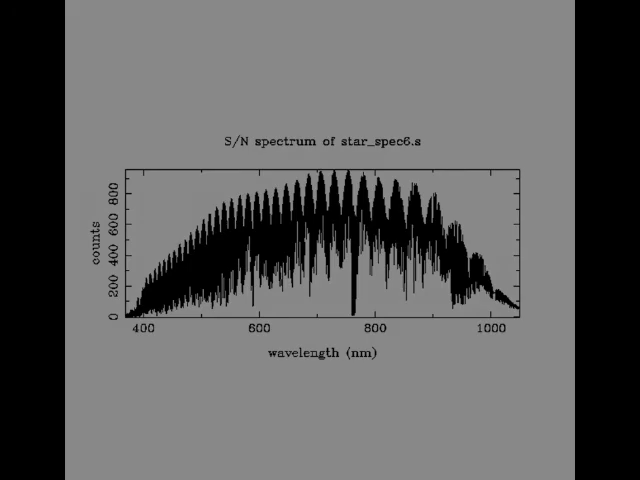 S/N spectrum of star_spec6.s
counts
800
600
400
200
0
400 600 800 1000
wavelength (nm)